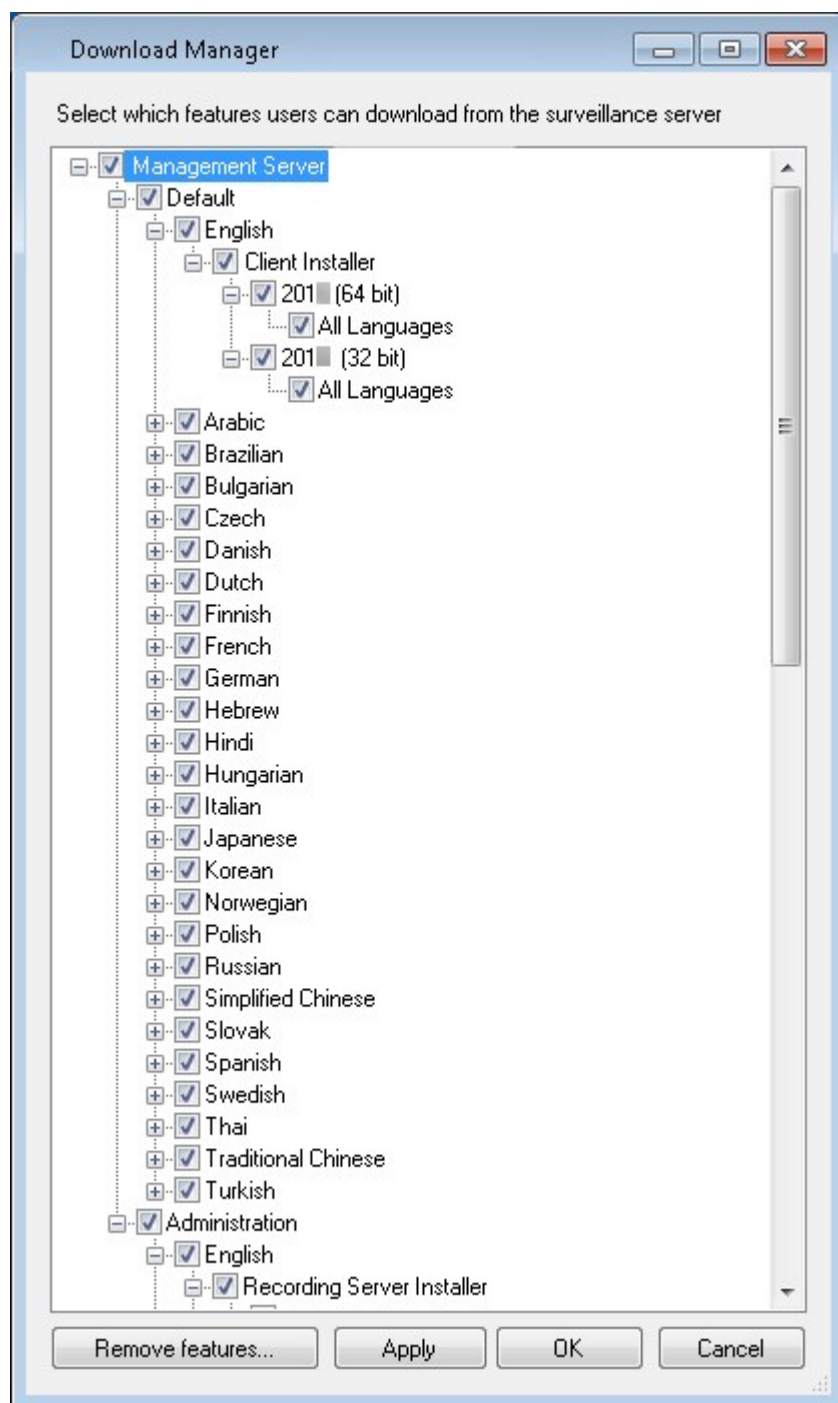 Download Manager
Select which features users can download from the surveillance server
Management Server
Default
English
Client Installer
201 (64 bit)
All Languages
201 (32 bit)
All Languages
Arabic
Brazilian
Bulgarian
Czech
Danish
Dutch
Finnish
French
German
Hebrew
Hindi
Hungarian
Italian
Japanese
Korean
Norwegian
Polish
Russian
Simplified Chinese
Slovak
Spanish
Swedish
Thai
Traditional Chinese
Turkish
Administration
English
Recording Server Installer
Remove features... Apply OK Cancel